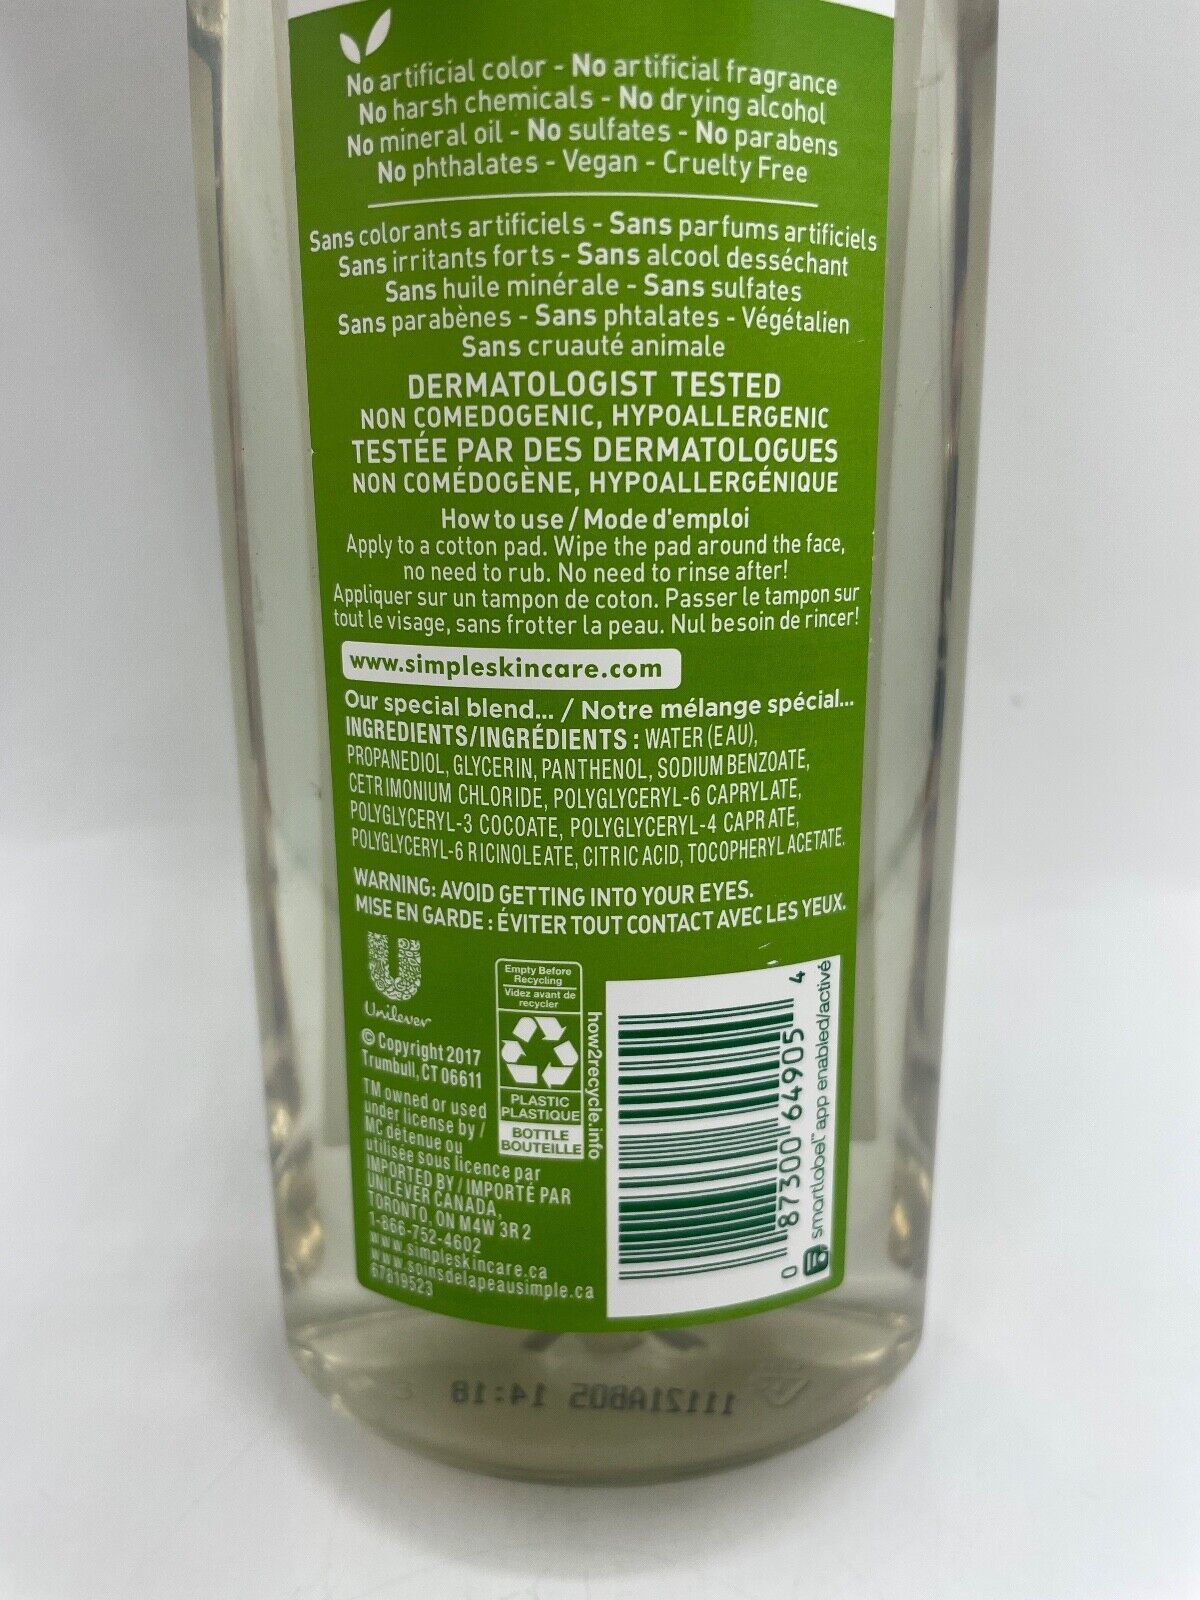 No artificial color - No artificial fragrance
No harsh chemicals - No drying alcohol
No mineral oil - No sulfates - No parabens
No phthalates - Vegan - Cruelty Free
Sans colorants artificiels - Sans parfums artificiels
Sans irritants forts - Sans alcool desséchant
Sans huile minérale - Sans sulfates
Sans parabènes - Sans phtalates - Végétalien
Sans cruauté animale
DERMATOLOGIST TESTED
NON COMEDOGENIC, HYPOALLERGENIC
TESTÉE PAR DES DERMATOLOGUES
NON COMÉDOGÈNE, HYPOALLERGÉNIQUE
How to use / Mode d'emploi
Apply to a cotton pad. Wipe the pad around the face,
no need to rub. No need to rinse after!
Appliquer sur un tampon de coton. Passer le tampon sur
tout le visage, sans frotter la peau. Nul besoin de rincer!
www.simpleskincare.com
Our special blend... / Notre mélange spécial...
INGREDIENTS/INGRÉDIENTS : WATER (EAU),
PROPANEDIOL, GLYCERIN, PANTHENOL, SODIUM BENZOATE,
CETRIMONIUM CHLORIDE, POLYGLYCERYL-6 CAPRYLATE,
POLYGLYCERYL-3 COCOATE, POLYGLYCERYL-4 CAPRATE,
POLYGLYCERYL-6 RICINOLEATE, CITRIC ACID, TOCOPHERYL ACETATE.
WARNING: AVOID GETTING INTO YOUR EYES.
MISE EN GARDE : ÉVITER TOUT CONTACT AVEC LES YEUX.
Unilever
© Copyright 2017
Trumbull, CT 06611
TM owned or used
under license by /
MC détenue ou
utilisée sous licence par
IMPORTED BY / IMPORTÉ PAR
UNILEVER CANADA,
TORONTO, ON M4W 3R2
1-866-752-4602
www.simpleskincare.ca
www.soinsdelapeausimple.ca
67819523
Empty Before
Recycling
Videz avant de
recycler
PLASTIC
PLASTIQUE
BOTTLE
BOUTEILLE
how2recycle.info
0 87300 64905 4
smartlabel™ app enabled/activé
11121AB05 14:18